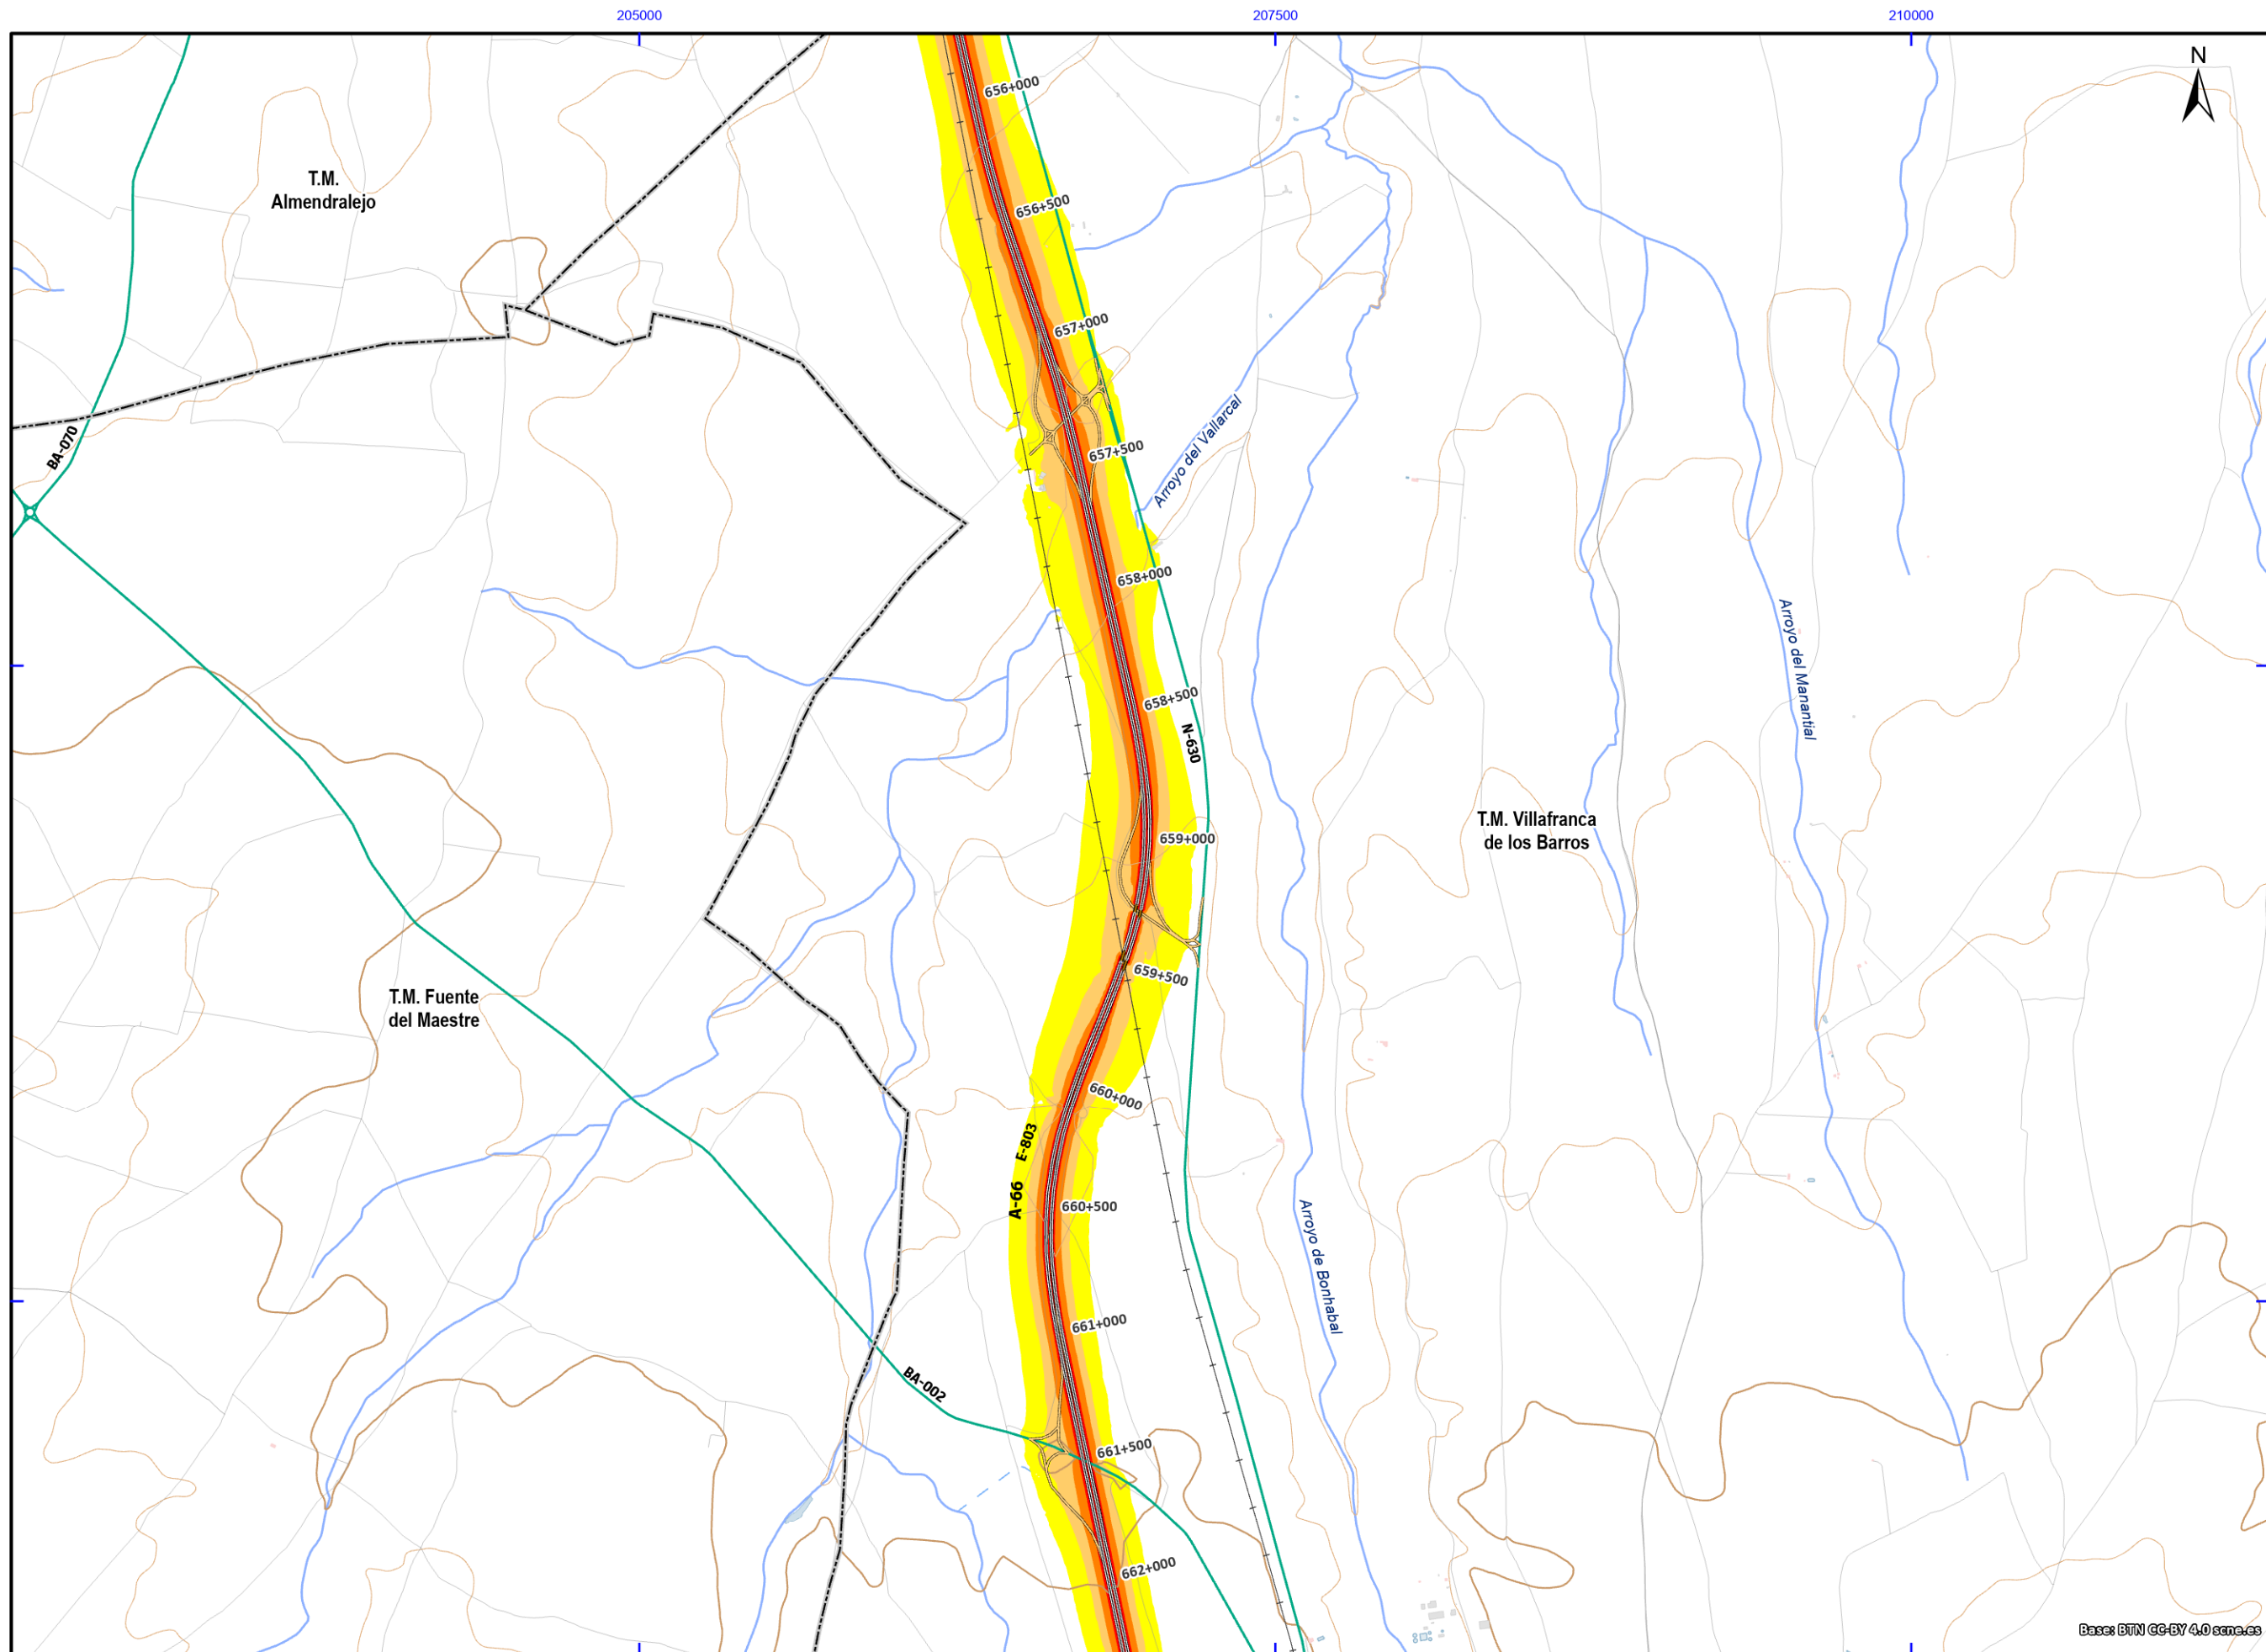 205000
207500
210000
N
656+000
T.M.
Almendralejo
656+500
657+000
BA-070
657+500
Arroyo del Vallarcal
658+000
Arroyo del Manantial
658+500
N-630
T.M. Villafranca
de los Barros
659+000
659+500
T.M. Fuente
del Maestre
660+000
E-803
A-66
660+500
Arroyo de Bonhabal
661+000
BA-002
661+500
662+000
Base: BTN CC-BY 4.0 scne.es